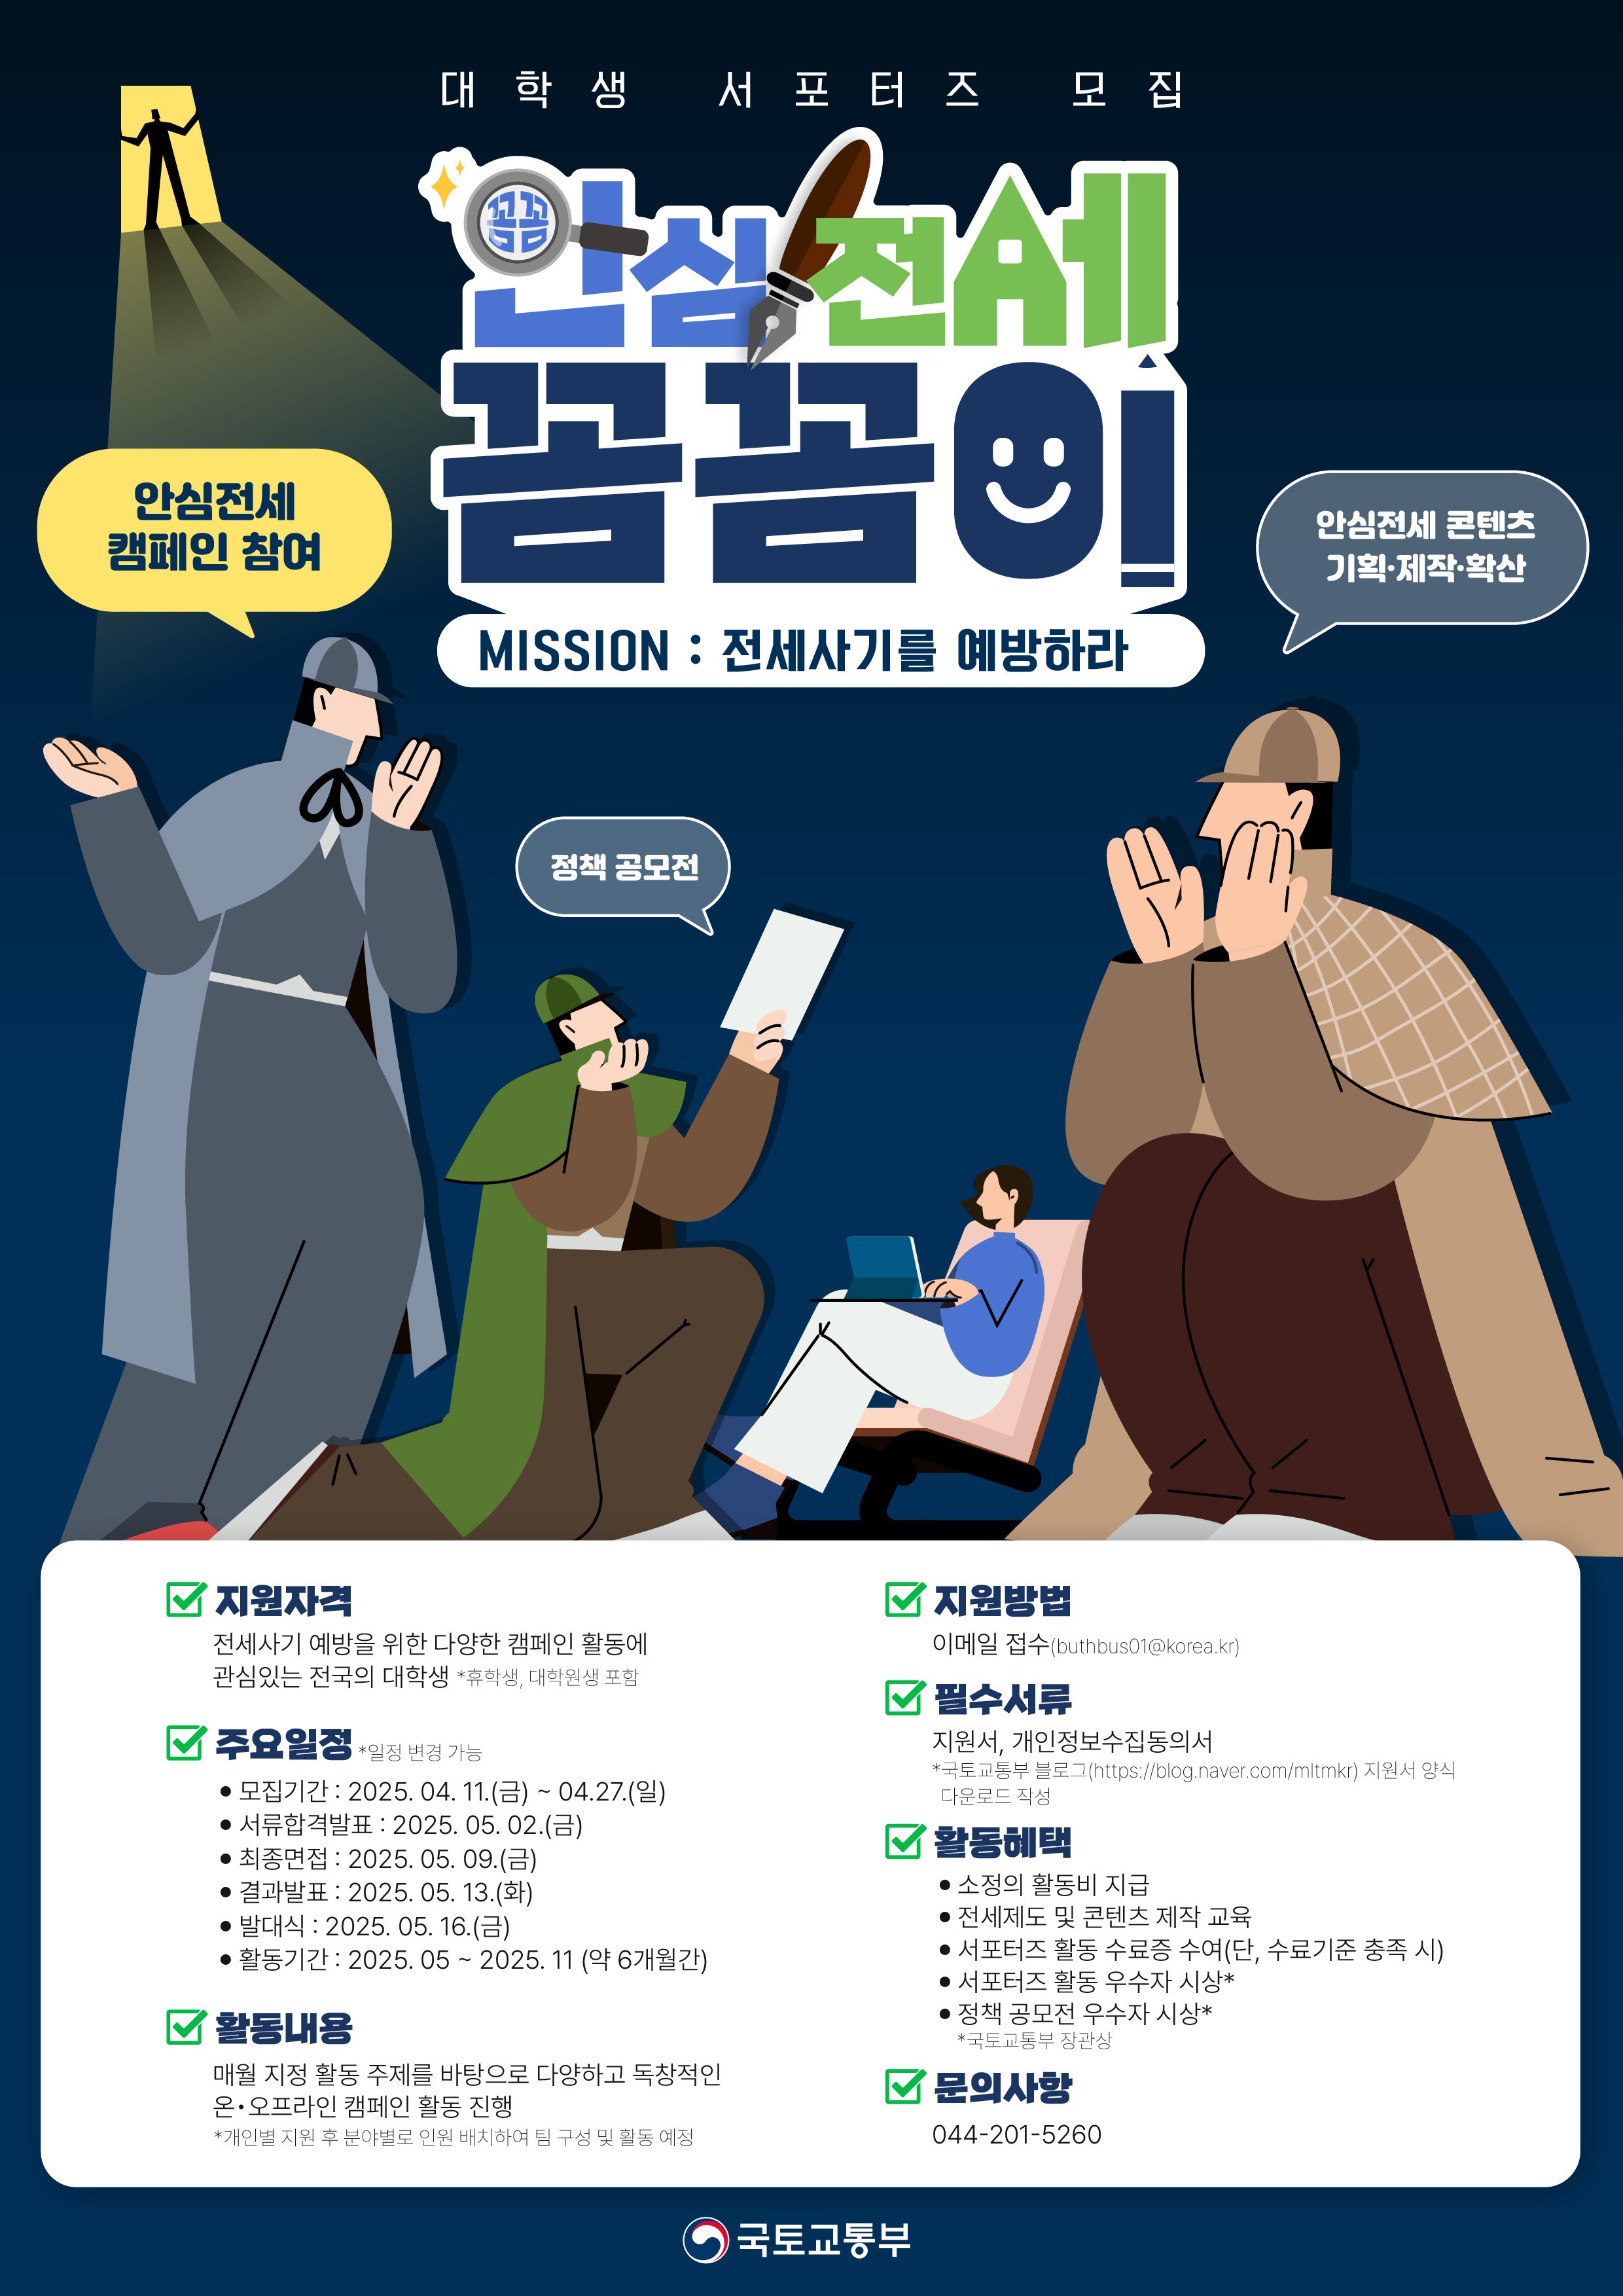 대학생 서포터즈 모집
꼼꼼
안심전세
꼼꼼이
MISSION : 전세사기를 예방하라
안심전세
캠페인 참여
안심전세 콘텐츠
기획·제작·확산
정책 공모전
지원자격
전세사기 예방을 위한 다양한 캠페인 활동에
관심있는 전국의 대학생 *휴학생, 대학원생 포함
주요일정 *일정 변경 가능
• 모집기간 : 2025. 04. 11.(금) ~ 04.27.(일)
• 서류합격발표 : 2025. 05. 02.(금)
• 최종면접 : 2025. 05. 09.(금)
• 결과발표 : 2025. 05. 13.(화)
• 발대식 : 2025. 05. 16.(금)
• 활동기간 : 2025. 05 ~ 2025. 11 (약 6개월간)
활동내용
매월 지정 활동 주제를 바탕으로 다양하고 독창적인
온·오프라인 캠페인 활동 진행
*개인별 지원 후 분야별로 인원 배치하여 팀 구성 및 활동 예정
지원방법
이메일 접수(buthbus01@korea.kr)
필수서류
지원서, 개인정보수집동의서
*국토교통부 블로그(https://blog.naver.com/mltmkr) 지원서 양식
다운로드 작성
활동혜택
• 소정의 활동비 지급
• 전세제도 및 콘텐츠 제작 교육
• 서포터즈 활동 수료증 수여(단, 수료기준 충족 시)
• 서포터즈 활동 우수자 시상*
• 정책 공모전 우수자 시상*
*국토교통부 장관상
문의사항
044-201-5260
국토교통부